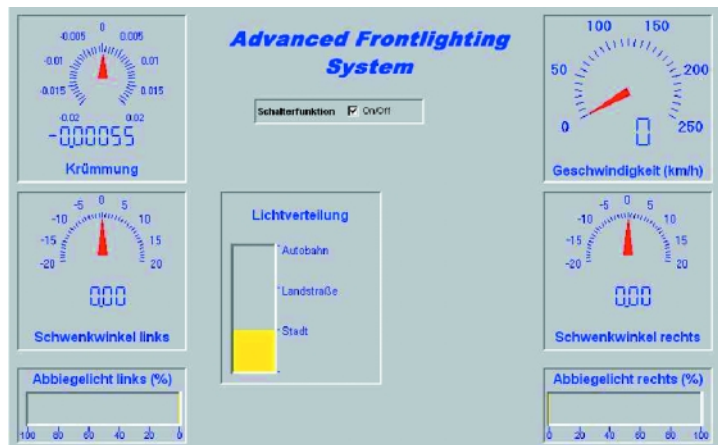 Advanced Frontlighting
System
Schalterfunktion On/Off
0
-0.005 0.005
-0.01 0.01
-0.015 0.015
-0.02 0.02
-0,00055
Krümmung
100 150
50 200
0 250
0
Geschwindigkeit (km/h)
0
-5 5
-10 10
-15 15
-20 20
0,00
Schwenkwinkel links
Lichtverteilung
Autobahn
Landstraße
Stadt
0
-5 5
-10 10
-15 15
-20 20
0,00
Schwenkwinkel rechts
Abbiegelicht links (%)
100 80 60 40 20 0
Abbiegelicht rechts (%)
0 20 40 60 80 100